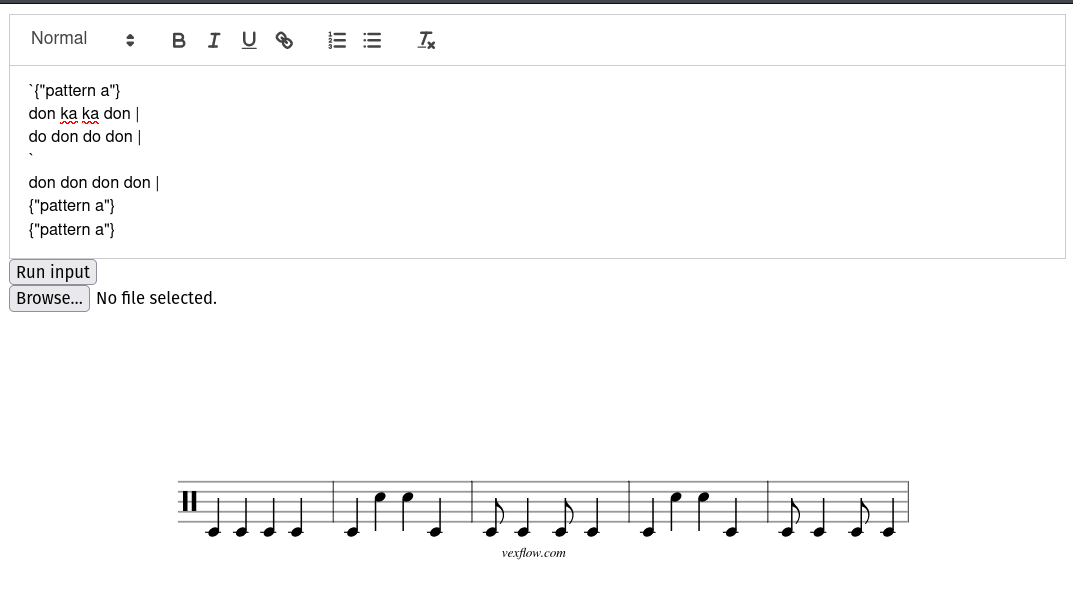 Normal
B I U
`{"pattern a"}
don ka ka don |
do don do don |
`
don don don don |
{"pattern a"}
{"pattern a"}
Run input
Browse... No file selected.
vexflow.com